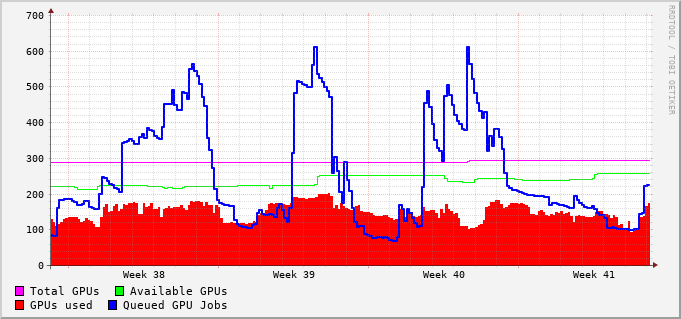 700
600
500
400
300
200
100
0
Week 38 Week 39 Week 40 Week 41
Total GPUs Available GPUs
GPUs used Queued GPU Jobs
RRDTOOL / TOBI OETIKER